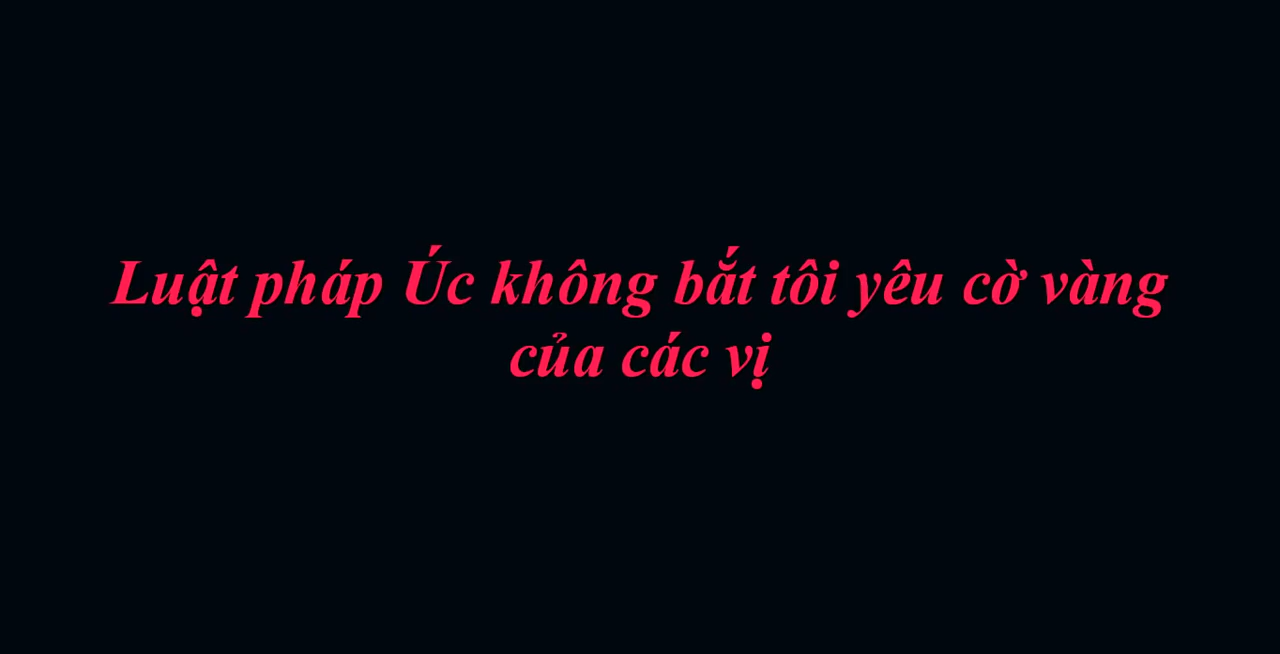 Luật pháp Úc không bắt tôi yêu cờ vàng
của các vị